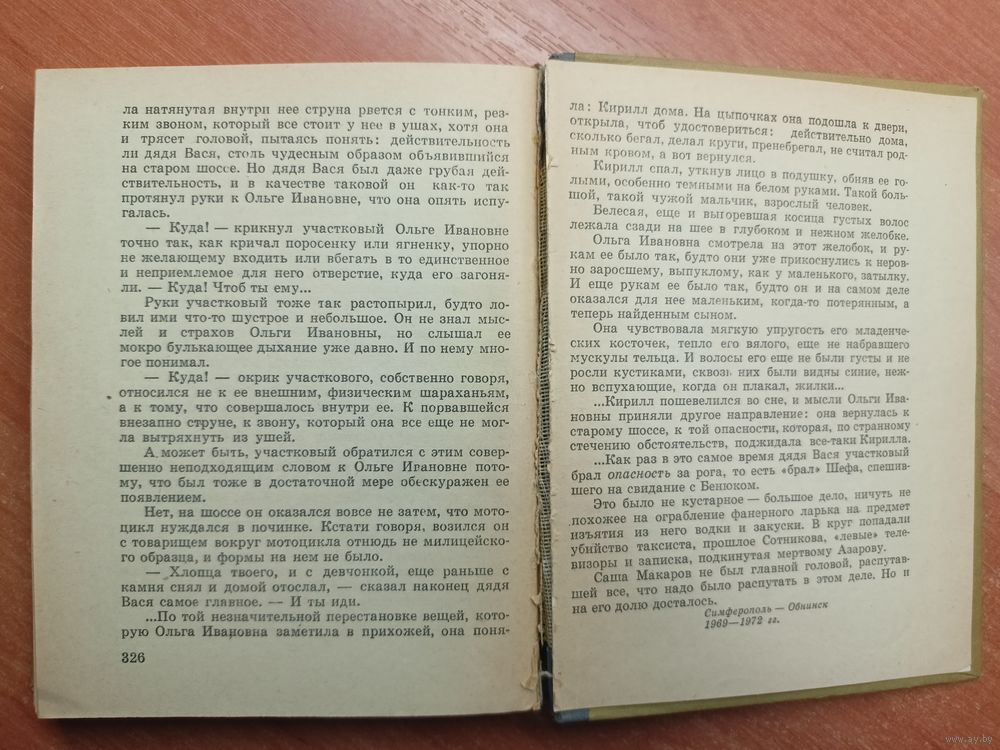 ла натянутая внутри нее струна рвется с тонким, рез-
ким звоном, который все стоит у нее в ушах, хотя она
и трясет головой, пытаясь понять: действительность
ли дядя Вася, столь чудесным образом объявившийся
на старом шоссе. Но дядя Вася был даже грубая дей-
ствительность, и в качестве таковой он как-то так
протянул руки к Ольге Ивановне, что она опять испу-
галась.
— Куда! — крикнул участковый Ольге Ивановне
точно так, как кричал поросенку или ягненку, упорно
не желающему входить или вбегать в то единственное
и неприемлемое для него отверстие, куда его загоня-
ли. — Куда! Чтоб ты ему...
Руки участковый тоже так растопырил, будто ло-
вил ими что-то шустрое и небольшое. Он не знал мыс-
лей и страхов Ольги Ивановны, но слышал ее
мокро булькающее дыхание уже давно. И по нему мно-
гое понимал.
— Куда! — окрик участкового, собственно говоря,
относился не к ее внешним, физическим шараханьям,
а к тому, что совершалось внутри ее. К порвавшейся
внезапно струне, к звону, который она все еще не мог-
ла вытряхнуть из ушей.
А может быть, участковый обратился с этим совер-
шенно неподходящим словом к Ольге Ивановне пото-
му, что был тоже в достаточной мере обескуражен ее
появлением.
Нет, на шоссе он оказался вовсе не затем, что мото-
цикл нуждался в починке. Кстати говоря, возился он
с товарищем вокруг мотоцикла отнюдь не милицейско-
го образца, и формы на нем не было.
— Хлопца твоего, и с девчонкой, еще раньше с
камня снял и домой отослал, — сказал наконец дядя
Вася самое главное. — И ты иди.
...По той незначительной перестановке вещей, кото-
рую Ольга Ивановна заметила в прихожей, она поня-
326
ла: Кирилл дома. На цыпочках она подошла к двери,
открыла, чтоб удостовериться: действительно дома,
сколько бегал, делал круги, пренебрегал, не считал род-
ным кровом, а вот вернулся.
Кирилл спал, уткнув лицо в подушку, обняв ее го-
лыми, особенно темными на белом руками. Такой боль-
шой, такой чужой мальчик, взрослый человек.
Белесая, еще и выгоревшая косица густых волос
лежала сзади на шее в глубоком и нежном желобке.
Ольга Ивановна смотрела на этот желобок, и ру-
кам ее было так, будто они уже прикоснулись к неров-
но заросшему, выпуклому, как у маленького, затылку.
И еще рукам ее было так, будто он и на самом деле
оказался для нее маленьким, когда-то потерянным, а
теперь найденным сыном.
Она чувствовала мягкую упругость его младенче-
ских косточек, тепло его вялого, еще не набравшего
мускулы тельца. И волосы его еще не были густы и не
росли кустиками, сквозь них были видны синие, неж-
но вспухающие, когда он плакал, жилки...
...Кирилл пошевелился во сне, и мысли Ольги Ива-
новны приняли другое направление: она вернулась к
старому шоссе, к той опасности, которая, по странному
стечению обстоятельств, поджидала все-таки Кирилла.
...Как раз в это самое время дядя Вася участковый
брал опасность за рога, то есть «брал» Шефа, спешив-
шего на свидание с Бенюком.
Это было не кустарное — большое дело, ничуть не
похожее на ограбление фанерного ларька на предмет
изъятия из него водки и закуски. В круг попадали
убийство таксиста, прошлое Сотникова, «левые» теле-
визоры и записка, подкинутая мертвому Азарову.
Саша Макаров не был главной головой, распутав-
шей все, что надо было распутать в этом деле. Но и
на его долю досталось.
Симферополь — Обнинск
1969—1972 гг.
www.ay.by